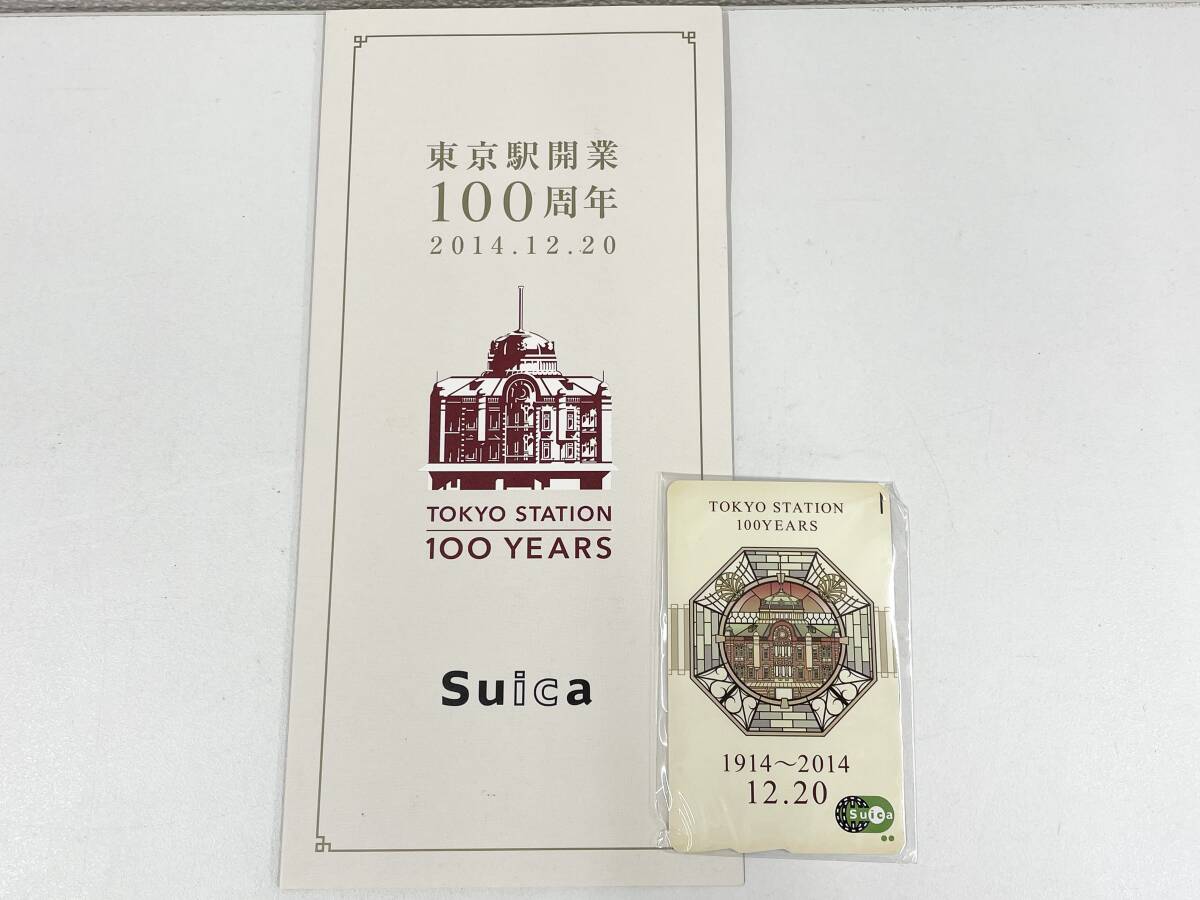 東京駅開業
100周年
2014.12.20
TOKYO STATION
100 YEARS
Suica
TOKYO STATION
100YEARS
1914～2014
12.20
Suica